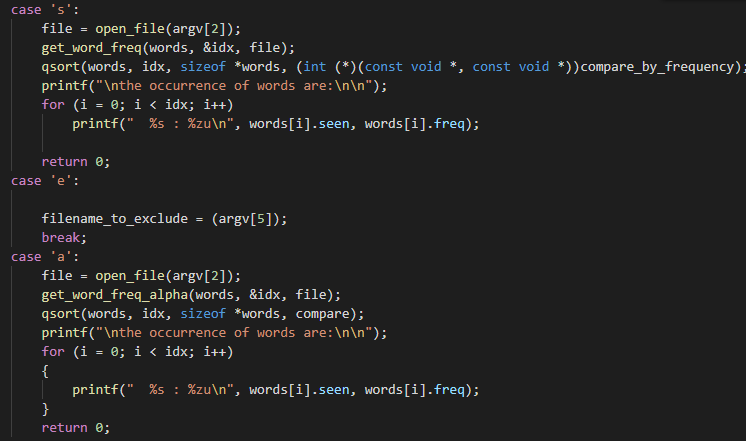 case 's':
    file = open_file(argv[2]);
    get_word_freq(words, &idx, file);
    qsort(words, idx, sizeof *words, (int (*)(const void *, const void *))compare_by_frequency);
    printf("\nthe occurrence of words are:\n\n");
    for (i = 0; i < idx; i++)
        printf("  %s : %zu\n", words[i].seen, words[i].freq);
    return 0;
case 'e':
    filename_to_exclude = (argv[5]);
    break;
case 'a':
    file = open_file(argv[2]);
    get_word_freq_alpha(words, &idx, file);
    qsort(words, idx, sizeof *words, compare);
    printf("\nthe occurrence of words are:\n\n");
    for (i = 0; i < idx; i++)
    {
        printf("  %s : %zu\n", words[i].seen, words[i].freq);
    }
    return 0;